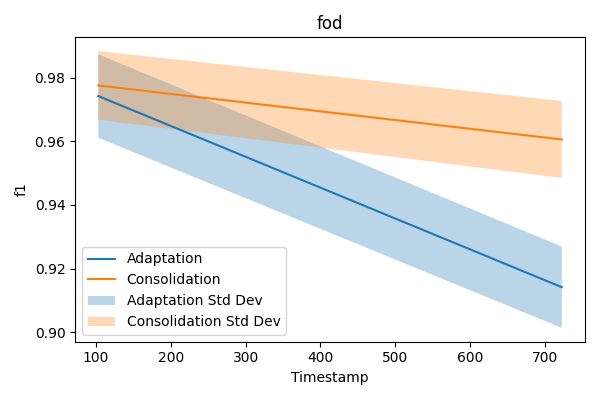 fod
f1
0.98
0.96
0.94
0.92
0.90
Adaptation
Consolidation
Adaptation Std Dev
Consolidation Std Dev
100 200 300 400 500 600 700
Timestamp